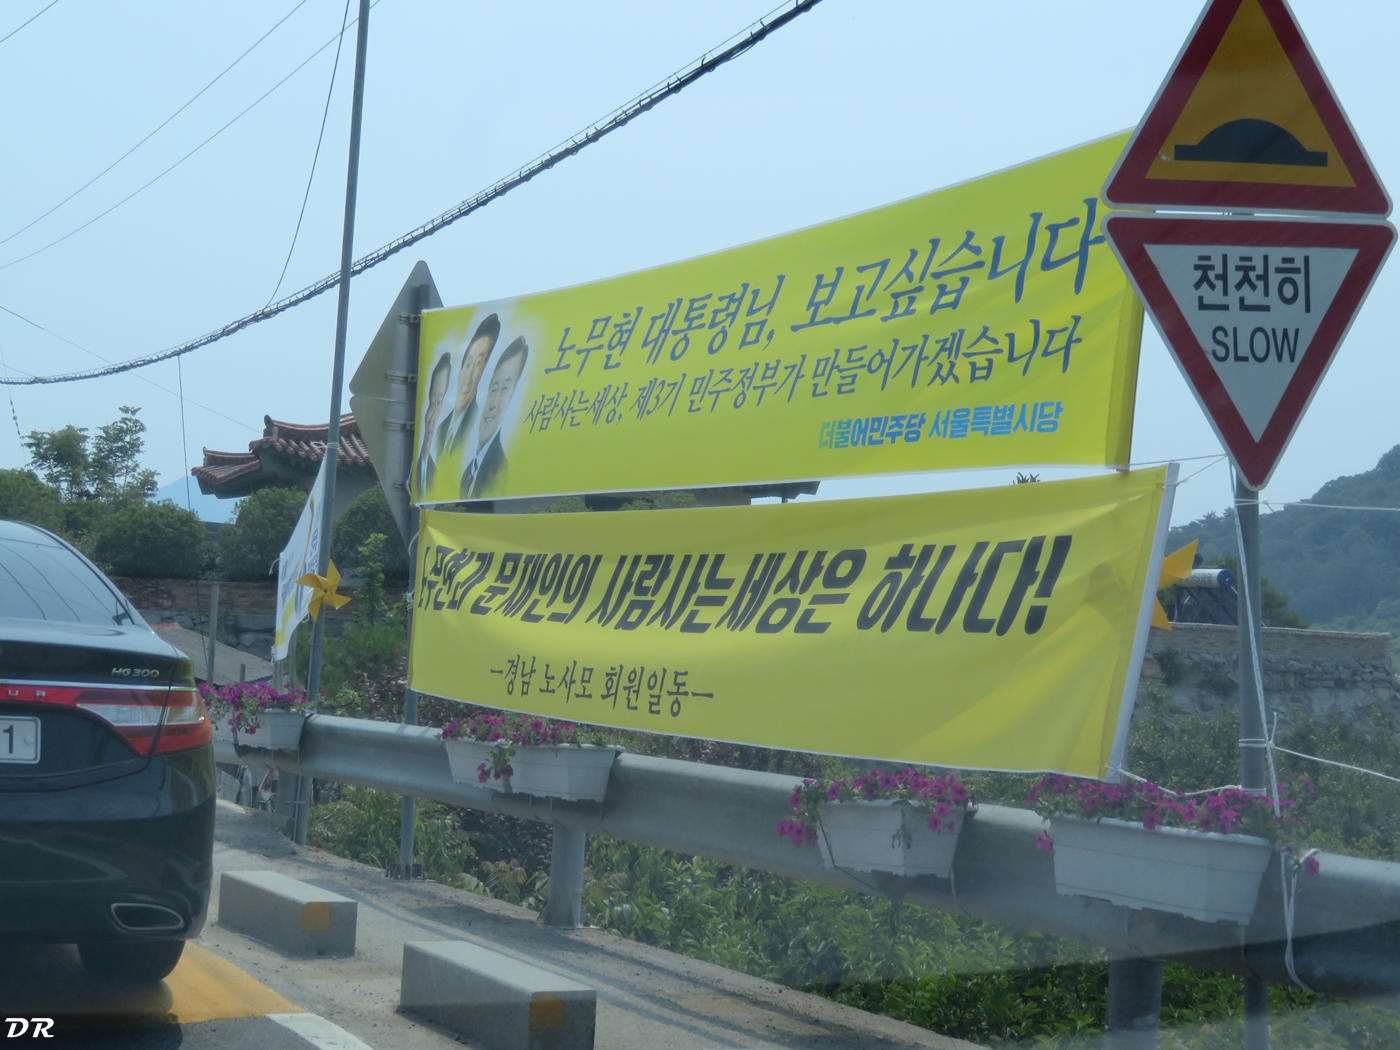 노무현 대통령님, 보고싶습니다
사람사는세상, 제3기 민주정부가 만들어가겠습니다
더불어민주당 서울특별시당
노무현과 문재인의 사람사는세상은 하나다!
-경남 노사모 회원일동-
천천히
SLOW
HG300
1
DR